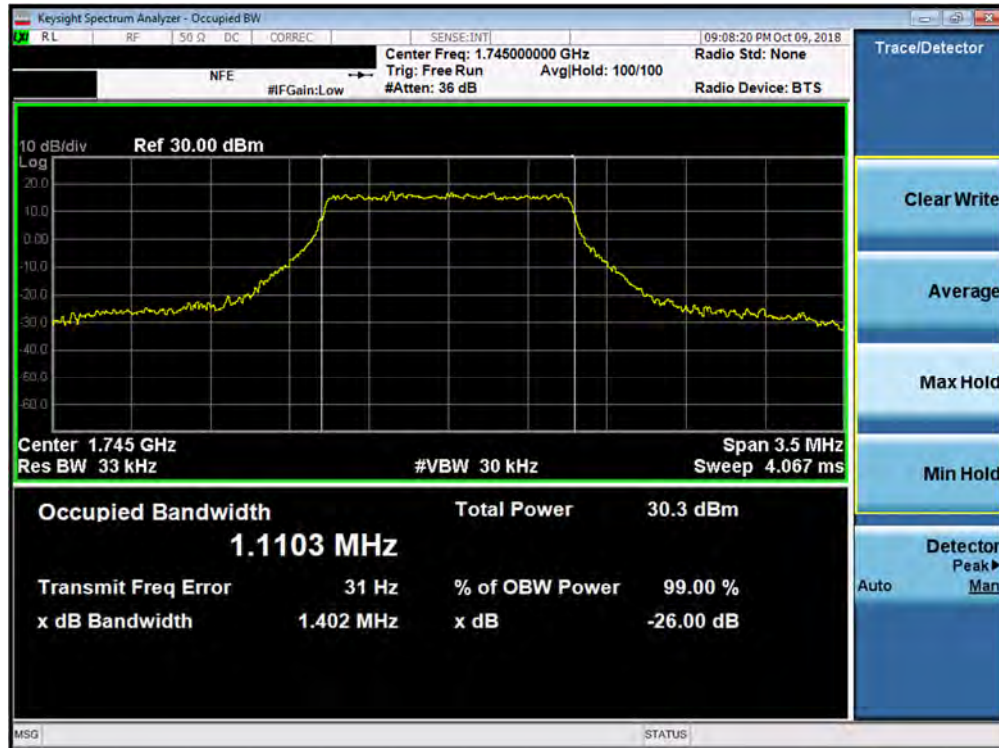 Keysight Spectrum Analyzer - Occupied BW
LXI RL RF 50 Ω DC CORREC SENSE:INT 09:08:20 PM Oct 09, 2018
Center Freq: 1.745000000 GHz Radio Std: None
NFE Trig: Free Run Avg|Hold: 100/100
#IFGain:Low #Atten: 36 dB Radio Device: BTS
10 dB/div Ref 30.00 dBm
Log
20.0
10.0
0.00
-10.0
-20.0
-30.0
-40.0
-50.0
-60.0
Center 1.745 GHz Span 3.5 MHz
Res BW 33 kHz #VBW 30 kHz Sweep 4.067 ms
Occupied Bandwidth Total Power 30.3 dBm
1.1103 MHz
Transmit Freq Error 31 Hz % of OBW Power 99.00 %
x dB Bandwidth 1.402 MHz x dB -26.00 dB
MSG STATUS
Trace/Detector
Clear Write
Average
Max Hold
Min Hold
Detector
Peak▶
Auto Man